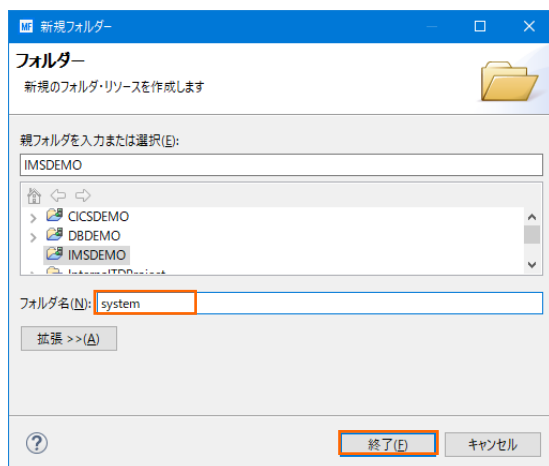 MF 新規フォルダー
フォルダー
新規のフォルダ・リソースを作成します
親フォルダを入力または選択(E):
IMSDEMO
CICSDEMO
DBDEMO
IMSDEMO
InternalTDProject
フォルダ名(N): system
拡張 >>(A)
終了(F) キャンセル